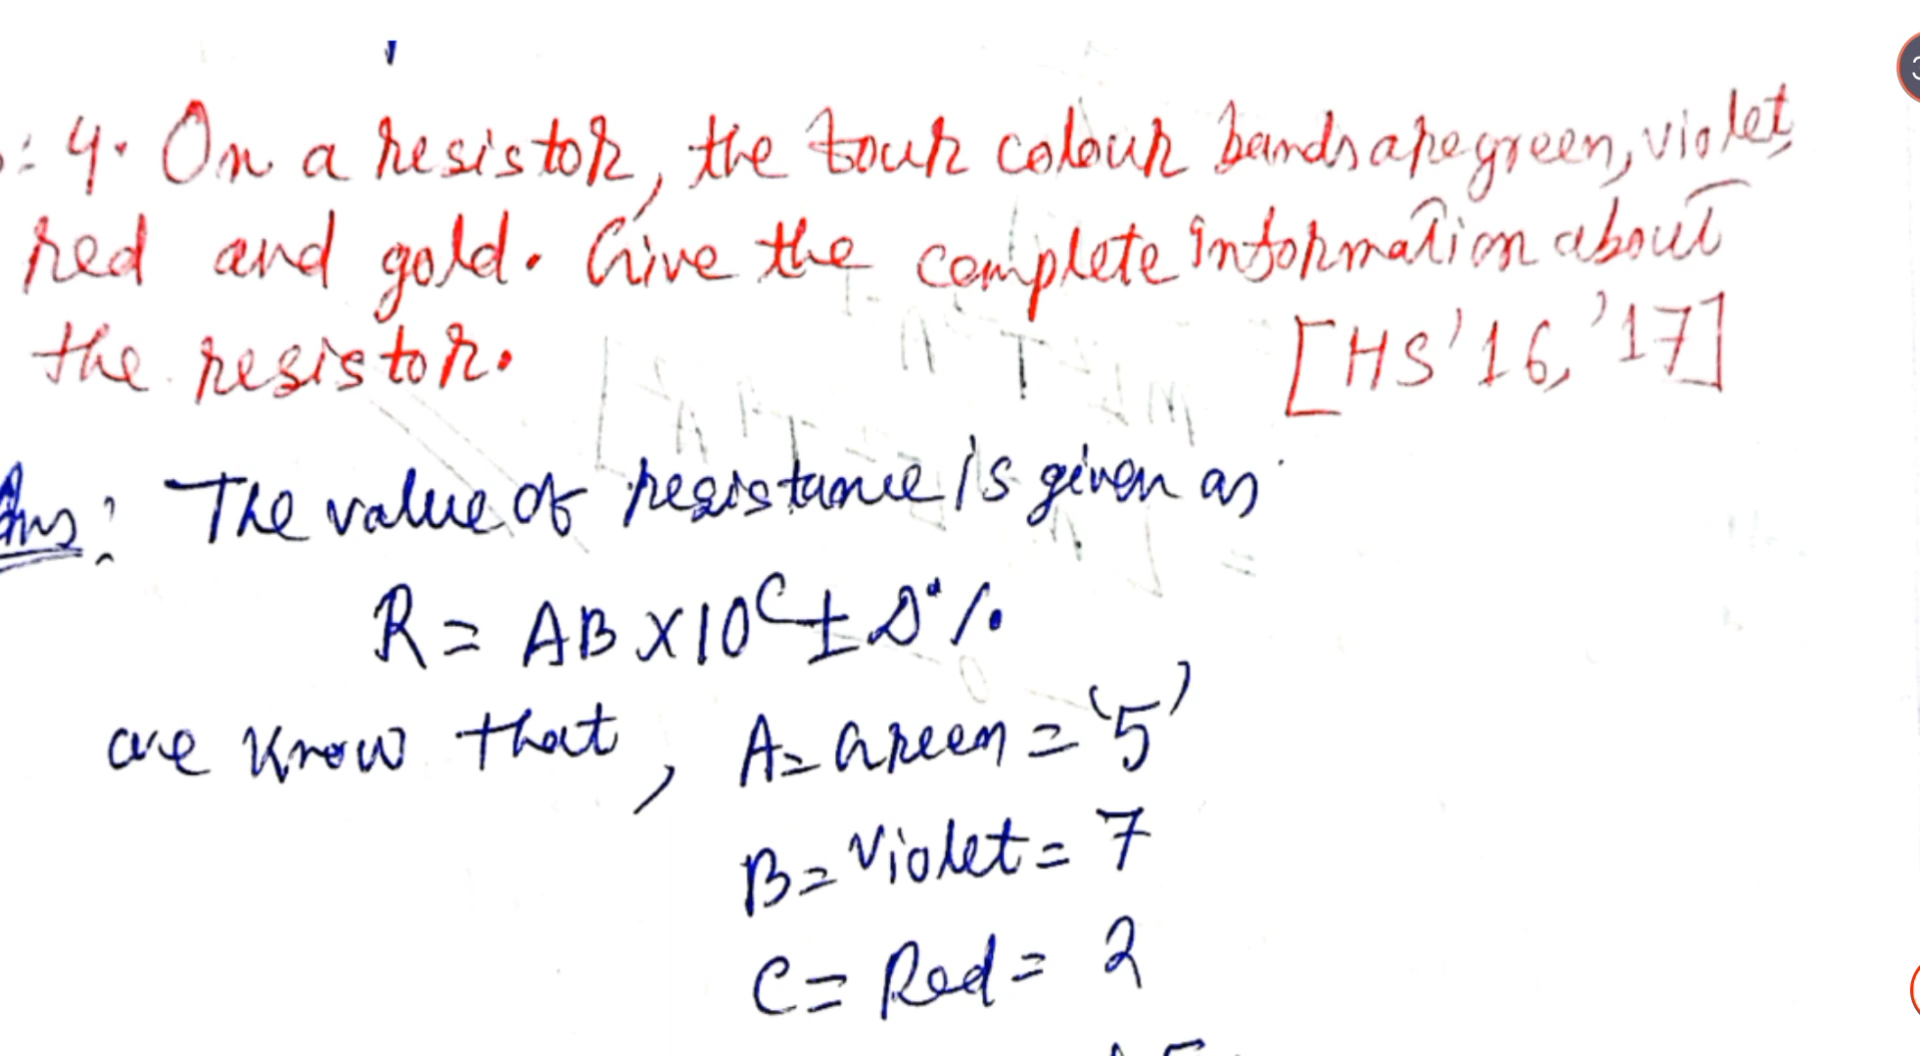 : 4. On a resistor, the four colour bands are green, violet,
red and gold. Give the complete information about
the resistor. [HS'16, '17]
Ans: The value of resistance is given as
R = AB X10^C ± D%
we know that, A = Green = '5'
B = Violet = 7
C = Red = 2